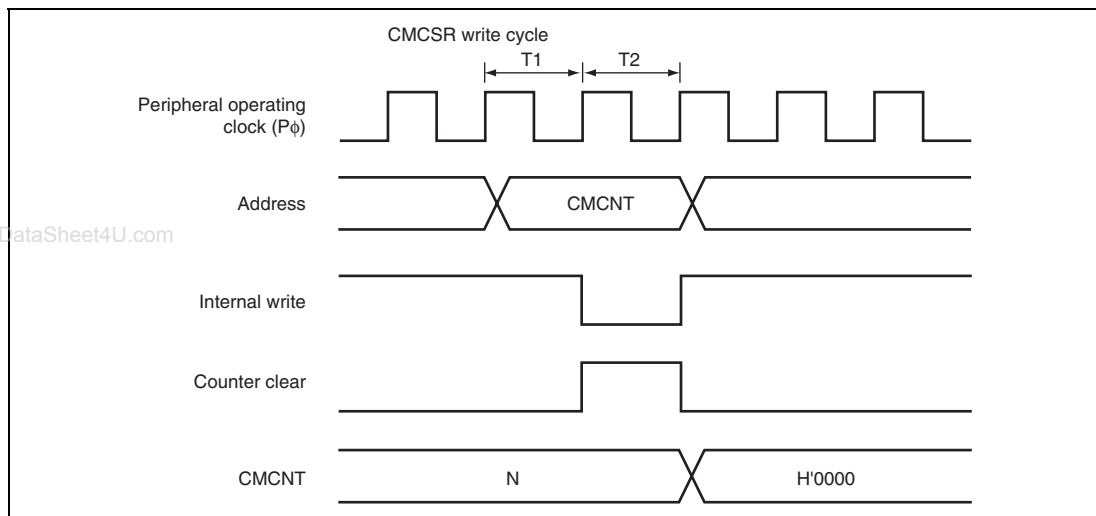 CMCSR write cycle
T1 T2
Peripheral operating
clock (Pϕ)
Address CMCNT
DataSheet4U.com
Internal write
Counter clear
CMCNT N H'0000